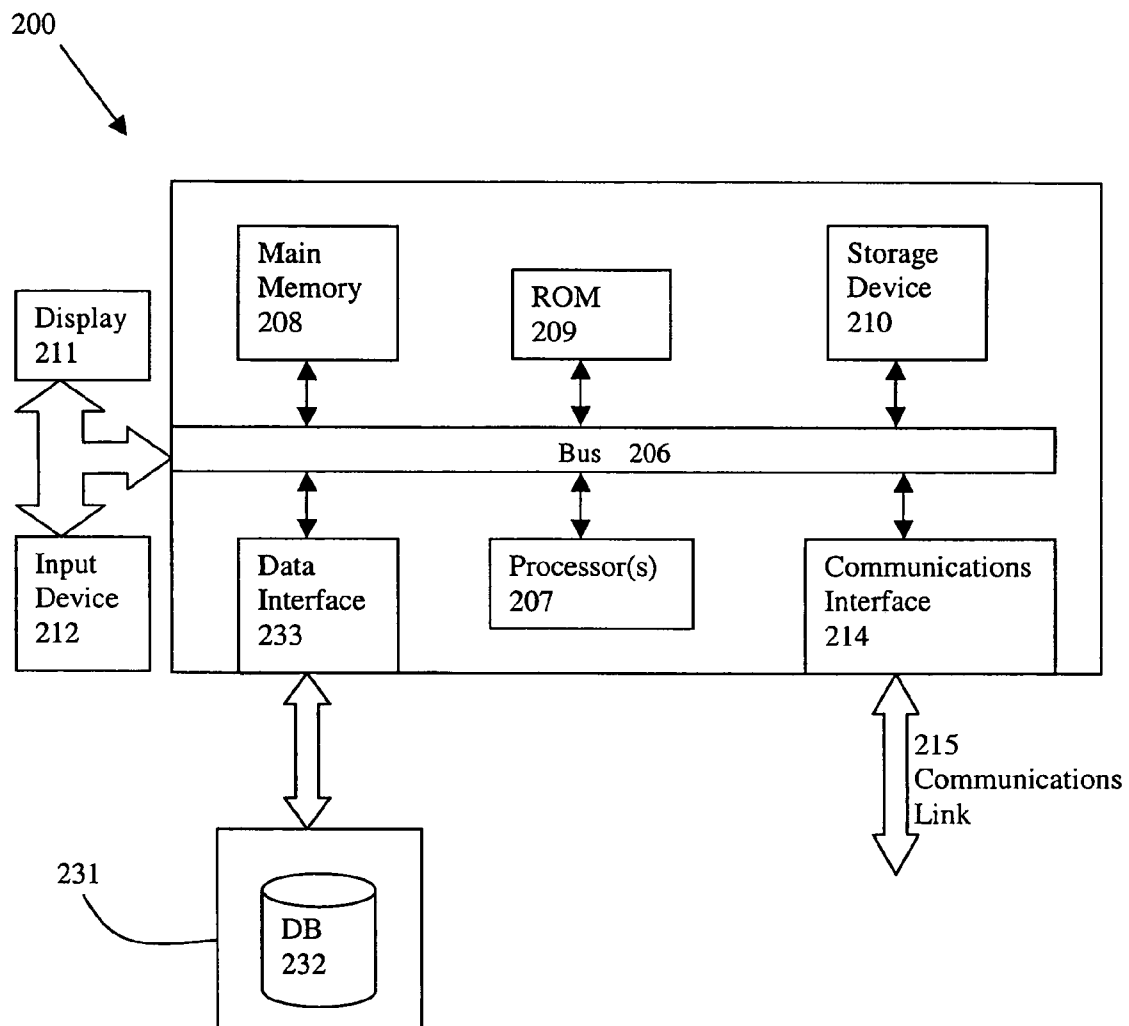 200
Main
Memory
208
ROM
209
Storage
Device
210
Display
211
Bus 206
Input
Device
212
Data
Interface
233
Processor(s)
207
Communications
Interface
214
215
Communications
Link
231
DB
232